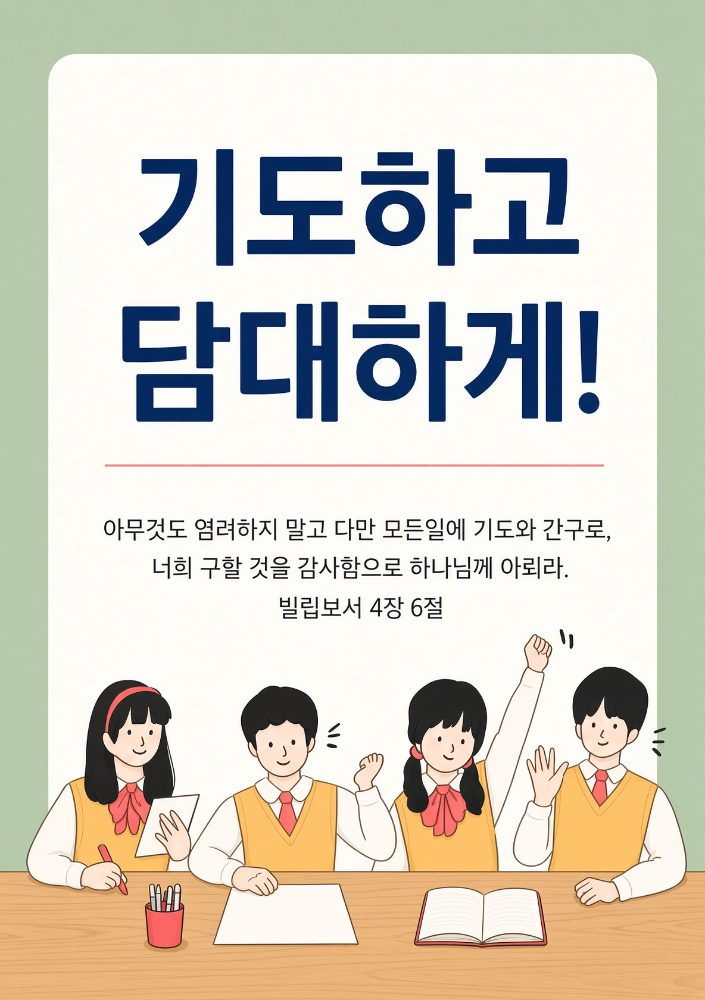 기도하고
담대하게!
아무것도 염려하지 말고 다만 모든일에 기도와 간구로,
너희 구할 것을 감사함으로 하나님께 아뢰라.
빌립보서 4장 6절